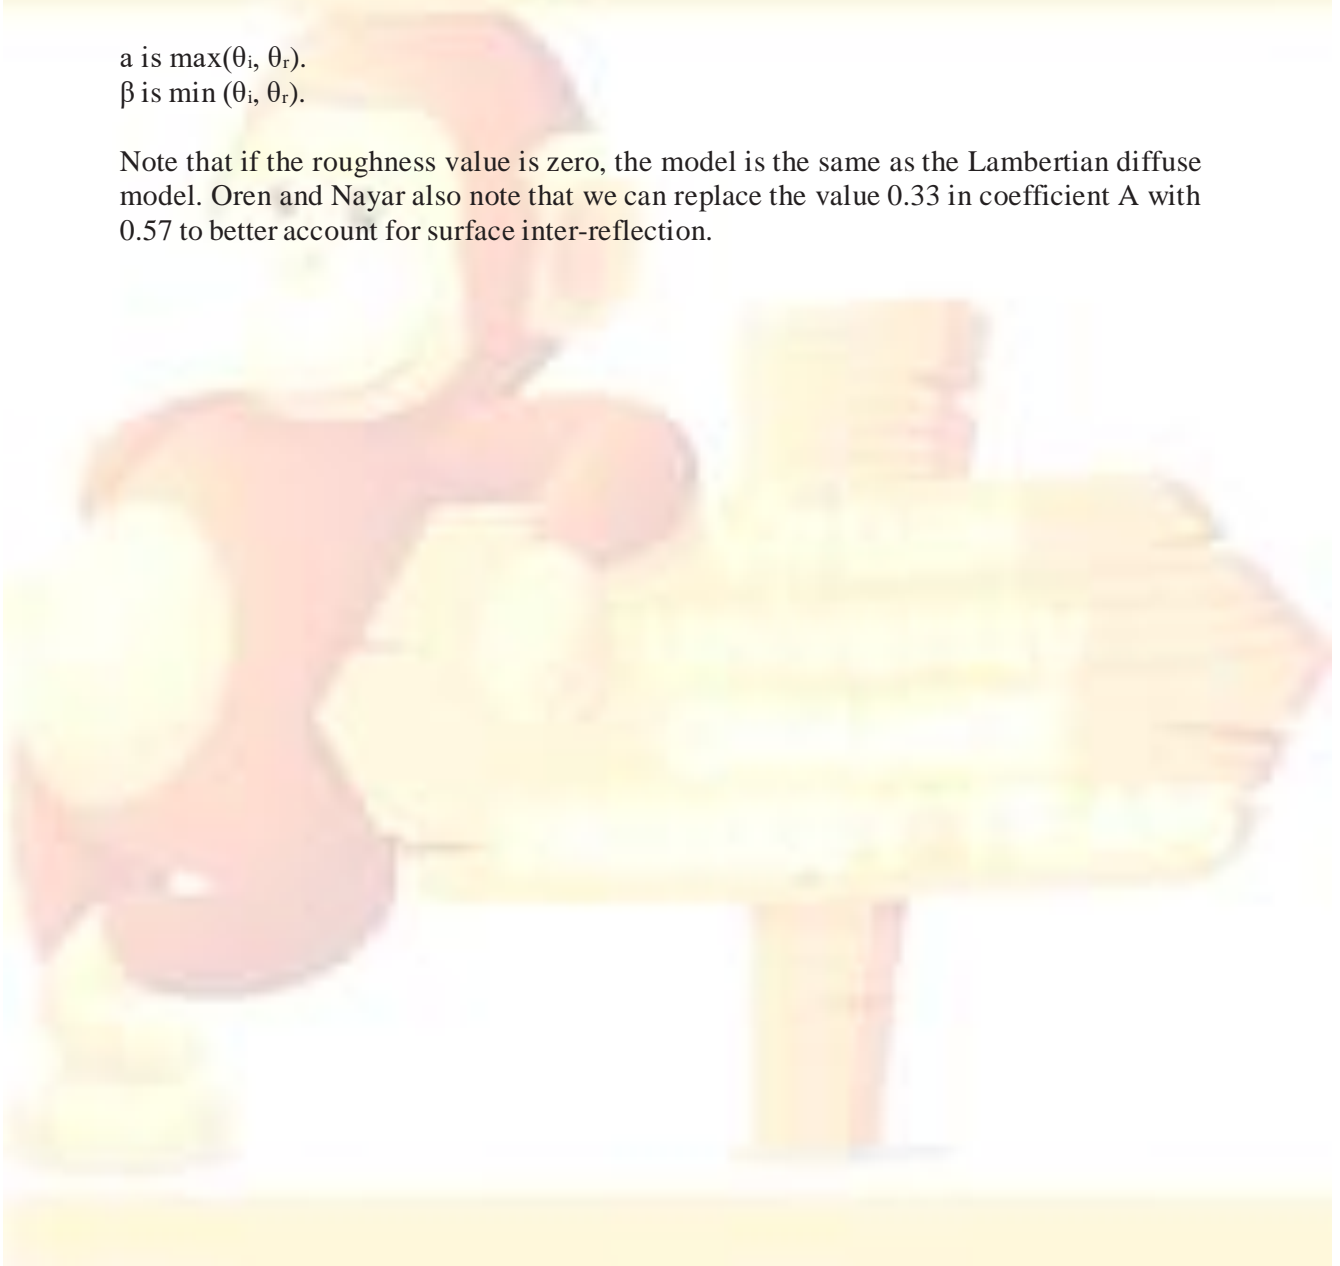 a is max(θᵢ, θᵣ).
β is min (θᵢ, θᵣ).
Note that if the roughness value is zero, the model is the same as the Lambertian diffuse
model. Oren and Nayar also note that we can replace the value 0.33 in coefficient A with
0.57 to better account for surface inter-reflection.